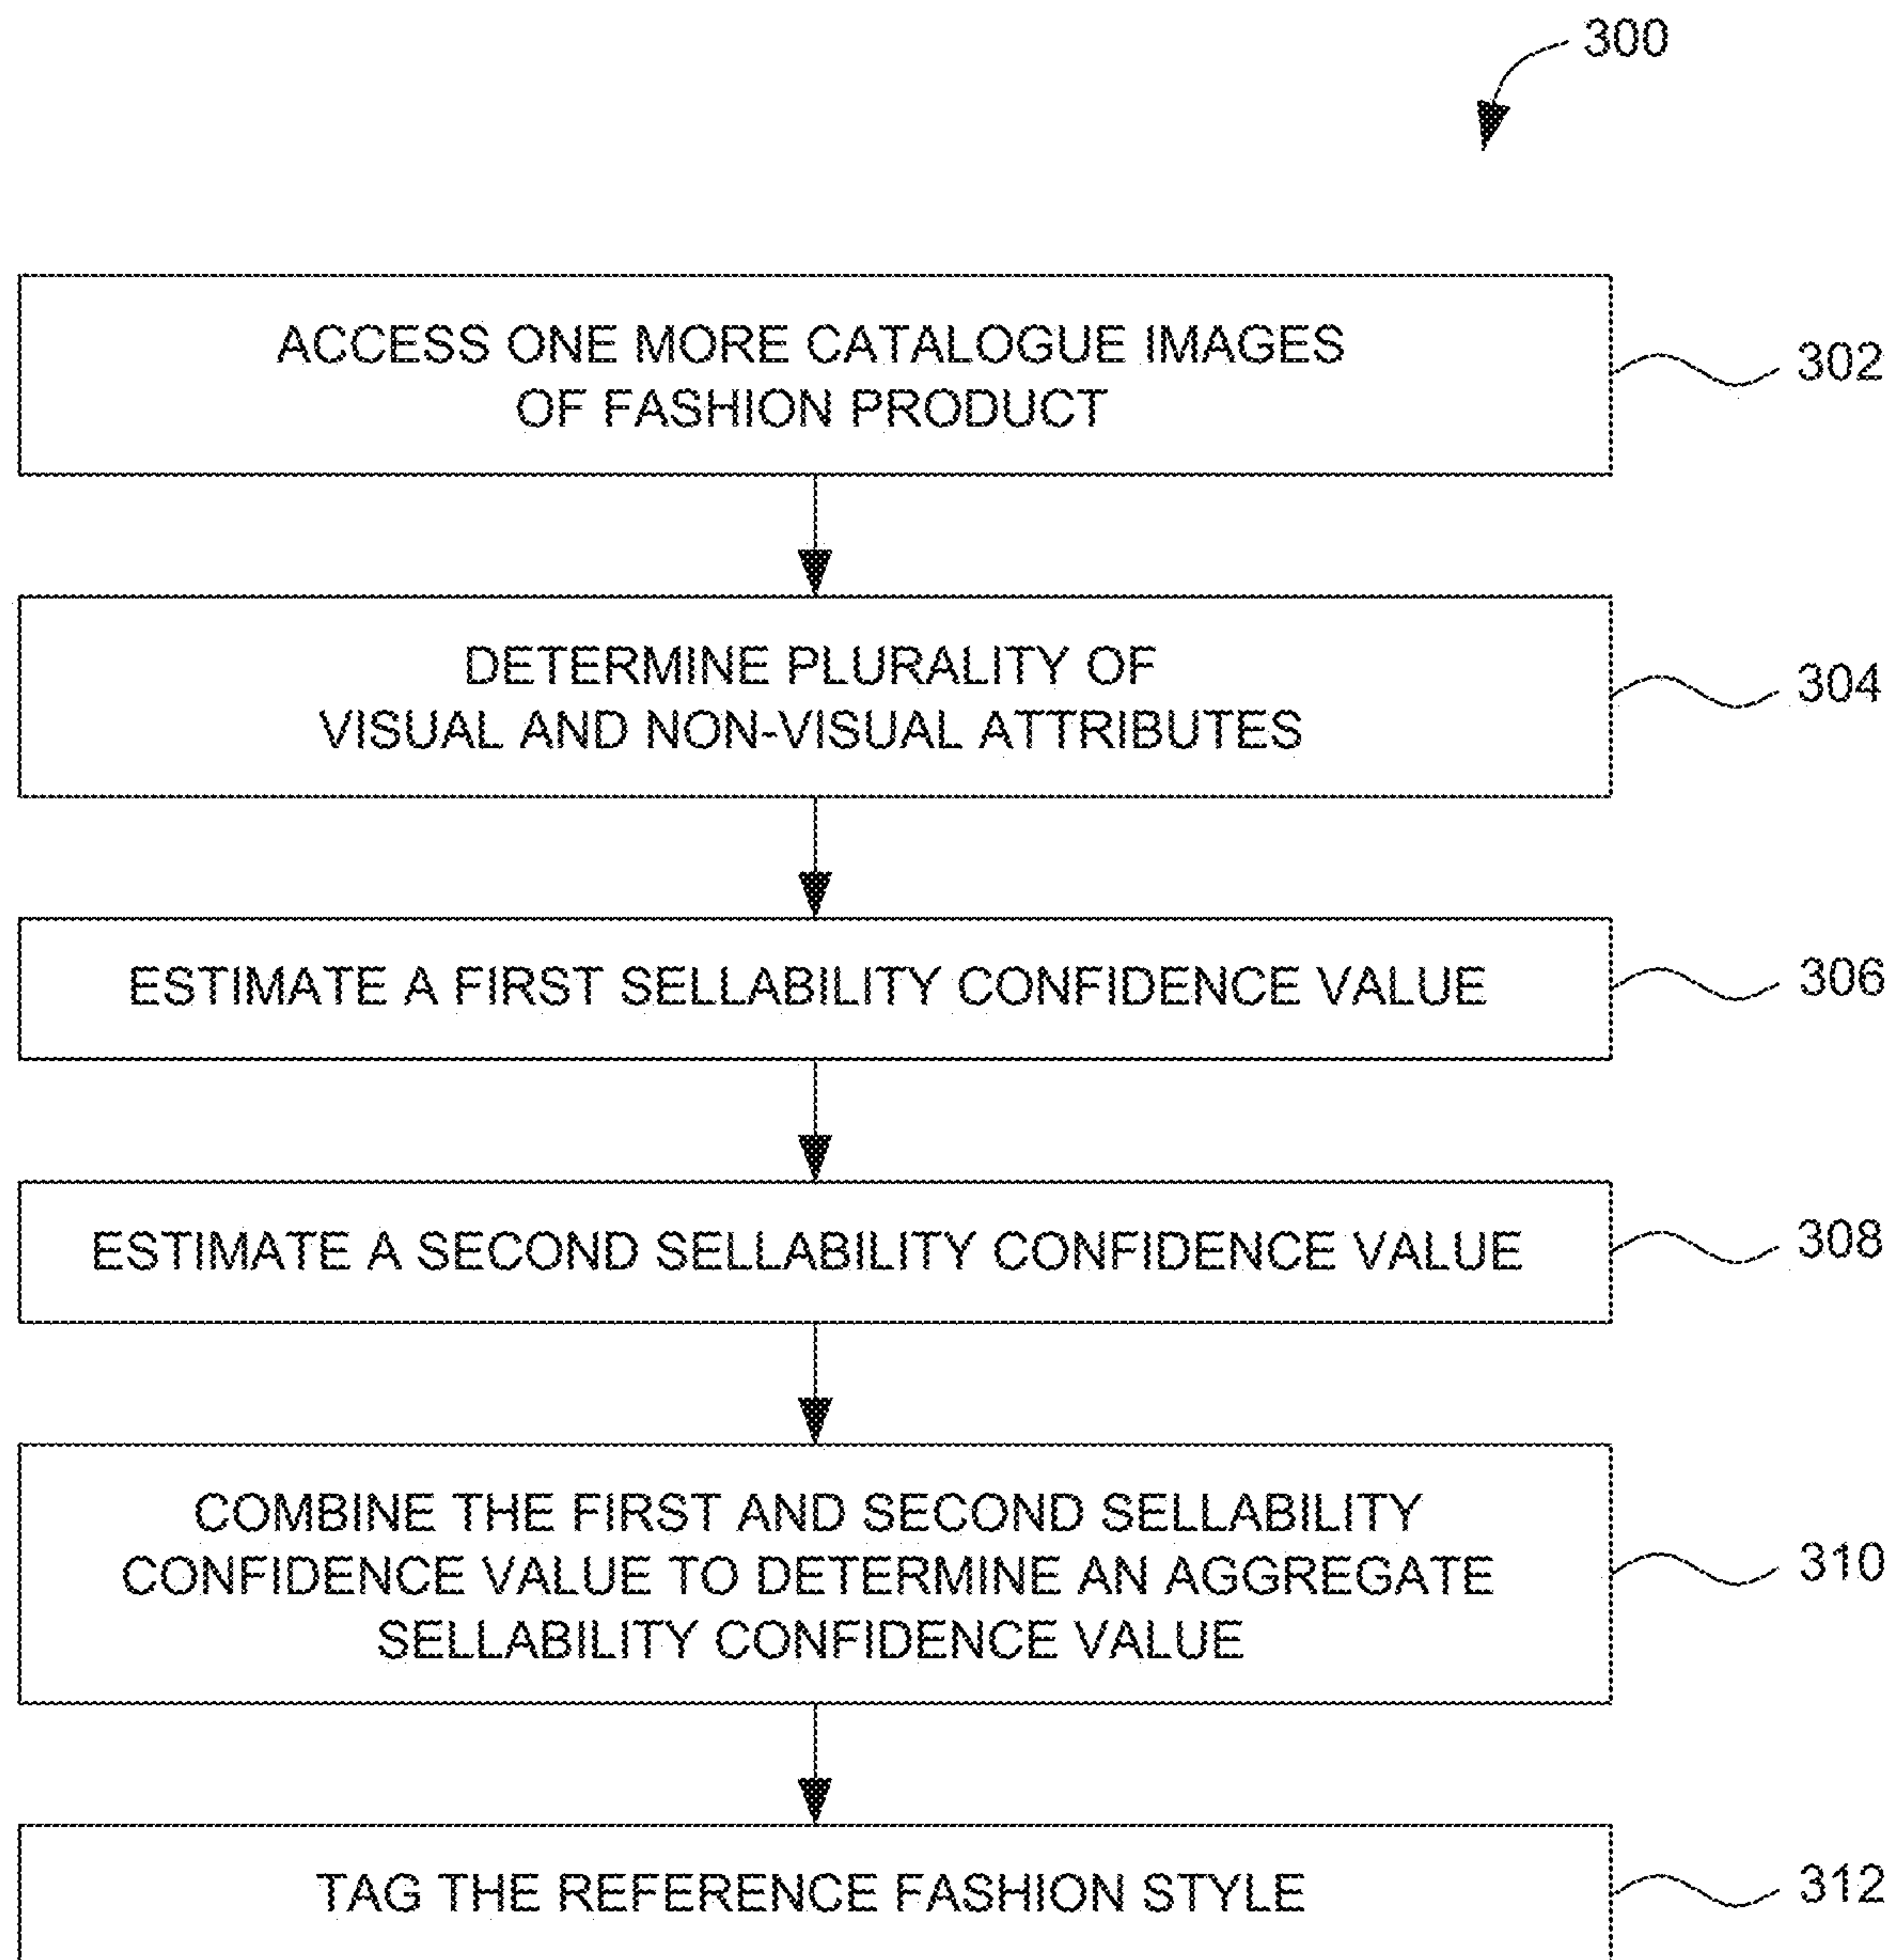 300
ACCESS ONE MORE CATALOGUE IMAGES
OF FASHION PRODUCT
302
DETERMINE PLURALITY OF
VISUAL AND NON-VISUAL ATTRIBUTES
304
ESTIMATE A FIRST SELLABILITY CONFIDENCE VALUE
306
ESTIMATE A SECOND SELLABILITY CONFIDENCE VALUE
308
COMBINE THE FIRST AND SECOND SELLABILITY
CONFIDENCE VALUE TO DETERMINE AN AGGREGATE
SELLABILITY CONFIDENCE VALUE
310
TAG THE REFERENCE FASHION STYLE
312